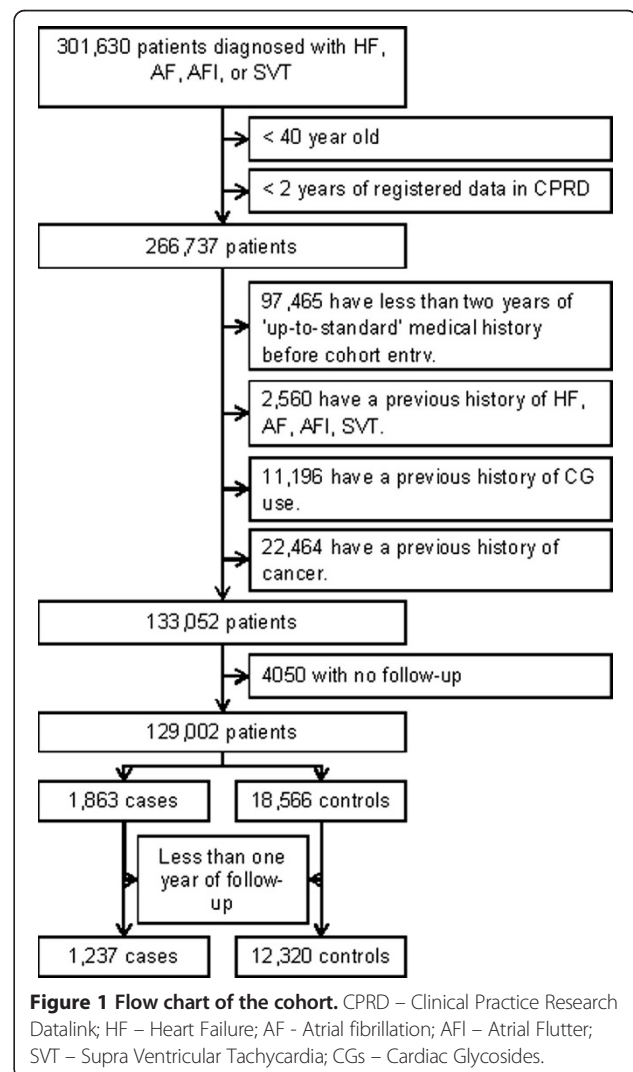 301,630 patients diagnosed with HF,
AF, AFl, or SVT
< 40 year old
< 2 years of registered data in CPRD
266,737 patients
97,465 have less than two years of
'up-to-standard' medical history
before cohort entry.
2,560 have a previous history of HF,
AF, AFl, SVT.
11,196 have a previous history of CG
use.
22,464 have a previous history of
cancer.
133,052 patients
4050 with no follow-up
129,002 patients
1,863 cases
18,566 controls
Less than one
year of follow-
up
1,237 cases
12,320 controls
Figure 1 Flow chart of the cohort. CPRD – Clinical Practice Research
Datalink; HF – Heart Failure; AF - Atrial fibrillation; AFl – Atrial Flutter;
SVT – Supra Ventricular Tachycardia; CGs – Cardiac Glycosides.